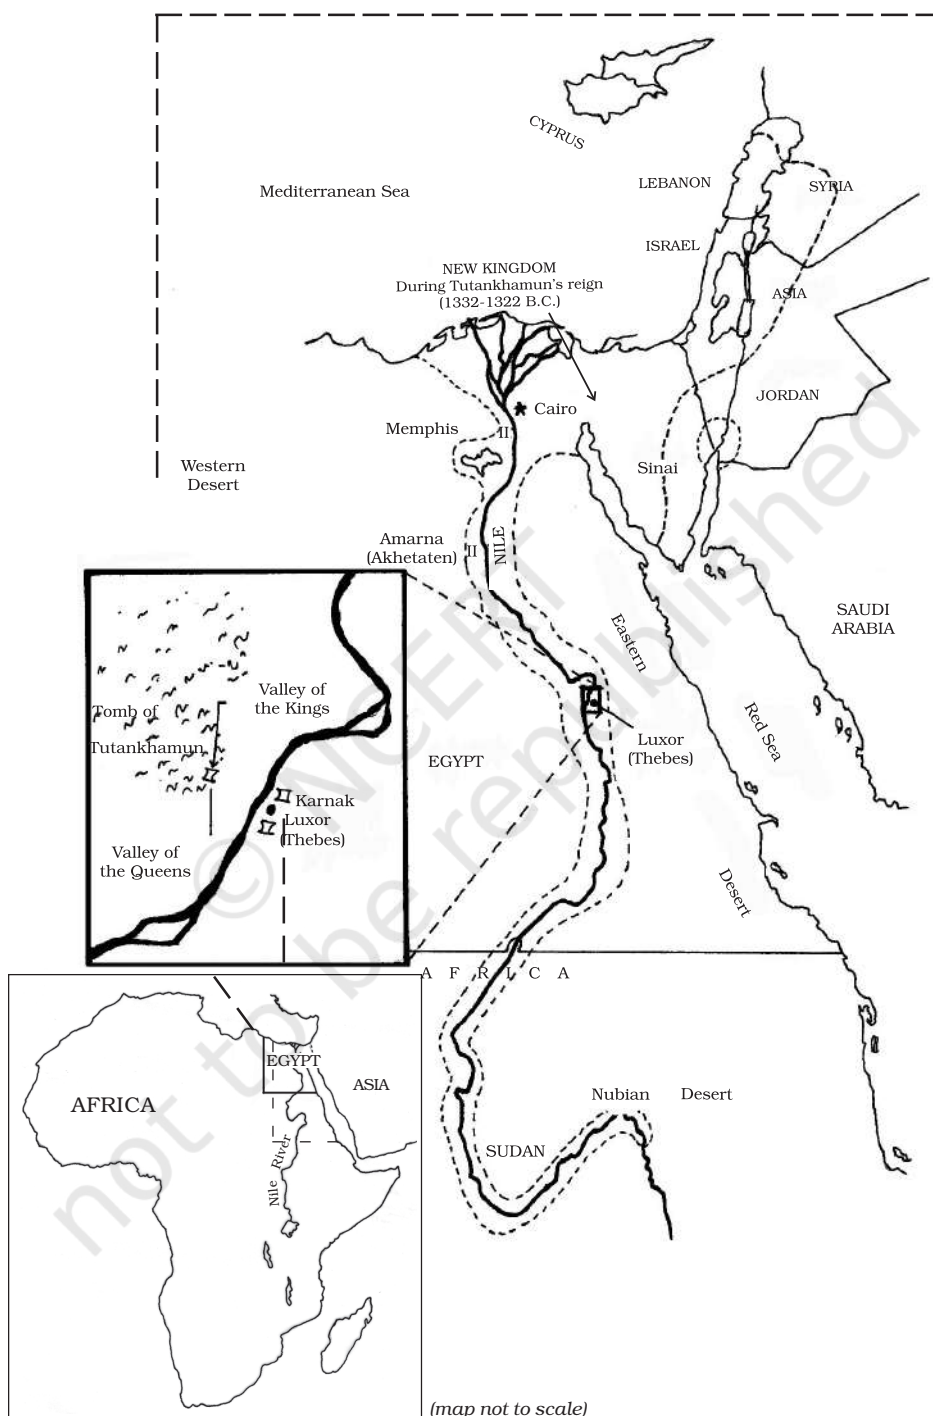 CYPRUS
LEBANON
SYRIA
Mediterranean Sea
ISRAEL
NEW KINGDOM
During Tutankhamun's reign
(1332-1322 B.C.)
ASIA
JORDAN
Cairo
Memphis
II
Sinai
Western
Desert
Amarna
(Akhetaten)
II
NILE
SAUDI
ARABIA
Eastern
Valley of
the Kings
Tomb of
Tutankhamun
Red Sea
Luxor
(Thebes)
EGYPT
Karnak
Luxor
(Thebes)
Valley of
the Queens
Desert
A F R I C A
EGYPT
ASIA
AFRICA
Nubian Desert
SUDAN
Nile River
(map not to scale)
© NCERT
not to be republished